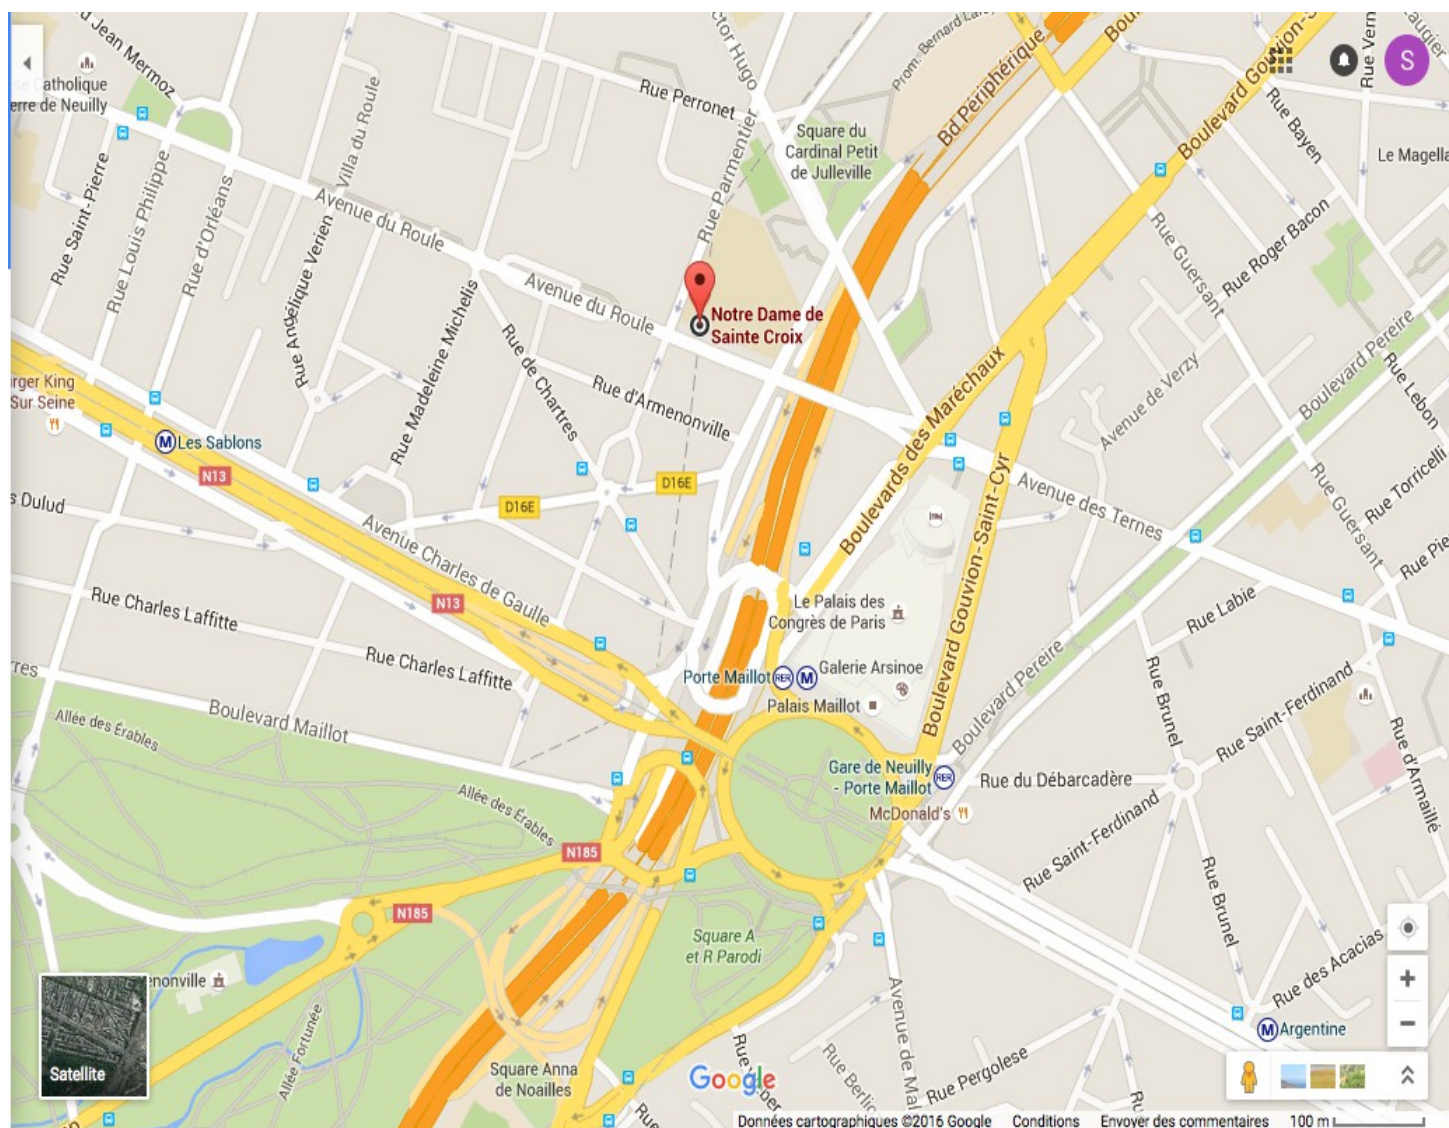 Jean Mermoz
Catholique
erre de Neuilly
Rue Saint-Pierre
Rue Louis Philippe
Rue d'Orléans
Villa du Roule
Rue Angélique Verien
Avenue du Roule
Rue Perronet
Rue Parmentier
ctor Hugo
Square du
Cardinal Petit
de Julleville
Bd Périphérique
Boulevard Gouvion-S
Rue Bayen
Rue Vern
augier
S
Le Magella
Rue Guersant
Rue Roger Bacon
Notre Dame de
Sainte Croix
Avenue du Roule
Rue Madeleine Michelis
Rue de Chartres
Rue d'Armenonville
Boulevards des Maréchaux
Avenue de Verzy
Boulevard Pereire
Rue Lebon
Rue Torricelli
Rue Guersant
Rue Pie
rger King
Sur Seine
M Les Sablons
N13
s Dulud
D16E
D16E
Avenue Charles de Gaulle
N13
Avenue des Ternes
Boulevard Gouvion-Saint-Cyr
Rue Charles Laffitte
Rue Charles Laffitte
Le Palais des
Congrès de Paris
Porte Maillot RER M
Galerie Arsinoe
Palais Maillot
Rue Labie
Boulevard Pereire
Rue Brunel
Rue Saint-Ferdinand
Rue d'Armaillé
Boulevard Maillot
Allée des Érables
Allée des Érables
Gare de Neuilly
- Porte Maillot RER
McDonald's
Rue du Débarcadère
Rue Saint-Ferdinand
Rue Brunel
N185
N185
Square A
et R Parodi
Rue des Acacias
M Argentine
enonville
Allée Fortunée
Satellite
Square Anna
de Noailles
Google
Avenue de Mal
Rue Pergolese
Données cartographiques ©2016 Google Conditions Envoyer des commentaires 100 m